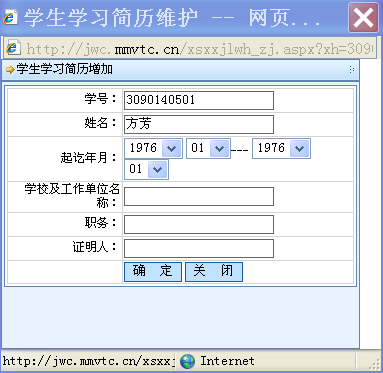 学生学习简历维护 -- 网页...
http://jwc.mmvtc.cn/xsxxjlwh_zj.aspx?xh=309
学生学习简历增加
学号： 3090140501
姓名： 方芳
起讫年月： 1976 01 --- 1976
01
学校及工作单位名
称：
职务：
证明人：
确 定 关 闭
http://jwc.mmvtc.cn/xsxxj Internet